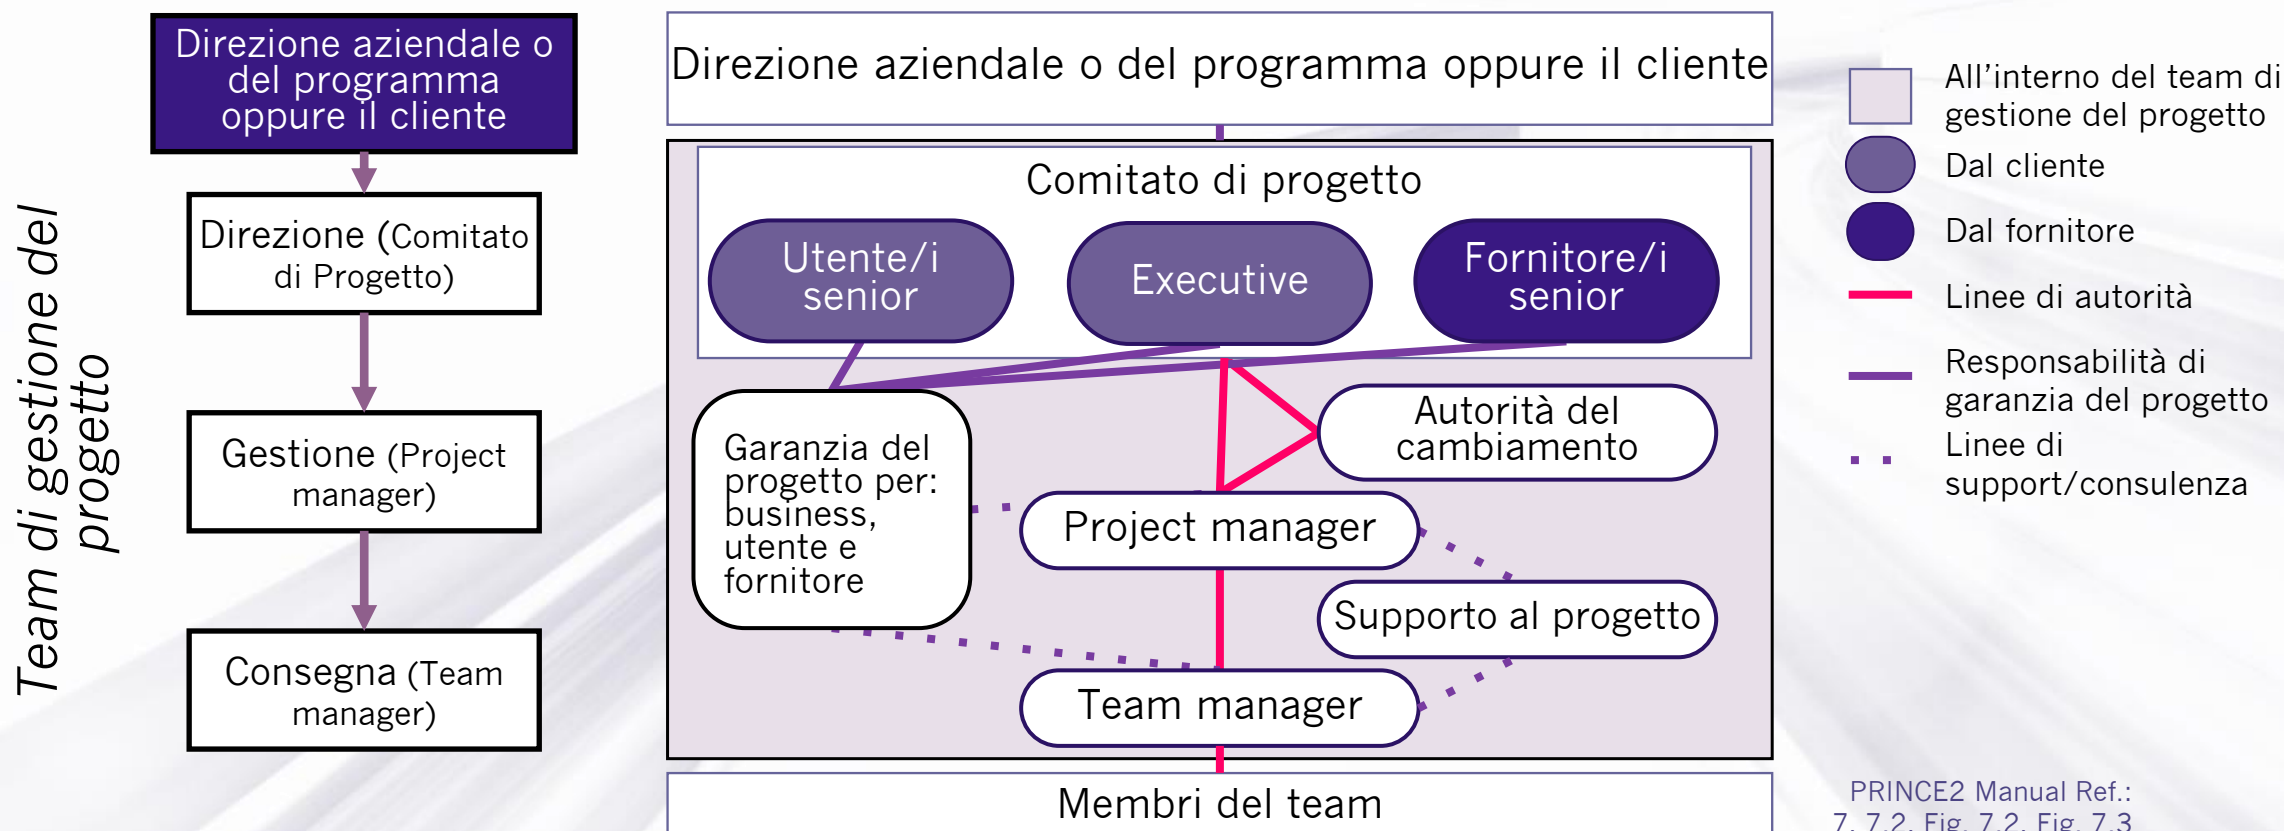 Team di gestione del
progetto
Direzione aziendale o
del programma
oppure il cliente
Direzione (Comitato
di Progetto)
Gestione (Project
manager)
Consegna (Team
manager)
Direzione aziendale o del programma oppure il cliente
Comitato di progetto
Utente/i
senior
Executive
Fornitore/i
senior
Garanzia del
progetto per:
business,
utente e
fornitore
Autorità del
cambiamento
Project manager
Supporto al progetto
Team manager
Membri del team
All'interno del team di
gestione del progetto
Dal cliente
Dal fornitore
Linee di autorità
Responsabilità di
garanzia del progetto
Linee di
support/consulenza
PRINCE2 Manual Ref.:
7, 7.2, Fig. 7.2, Fig. 7.3